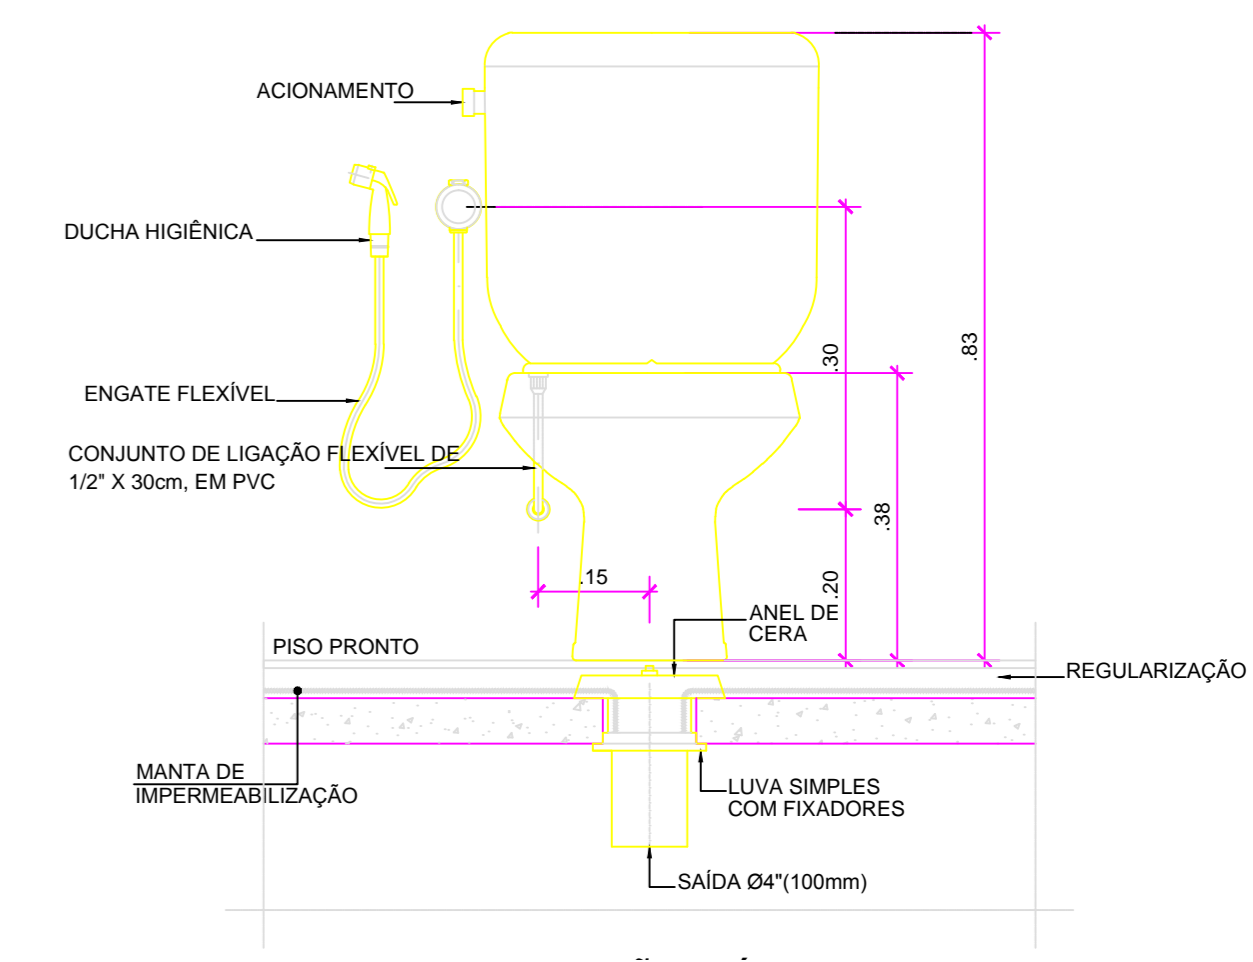 ACIONAMENTO
DUCHA HIGIÊNICA
.30
.83
ENGATE FLEXÍVEL
CONJUNTO DE LIGAÇÃO FLEXÍVEL DE
1/2" X 30cm, EM PVC
.38
.15
.20
ANEL DE
CERA
PISO PRONTO
REGULARIZAÇÃO
MANTA DE
IMPERMEABILIZAÇÃO
LUVA SIMPLES
COM FIXADORES
SAÍDA Ø4"(100mm)